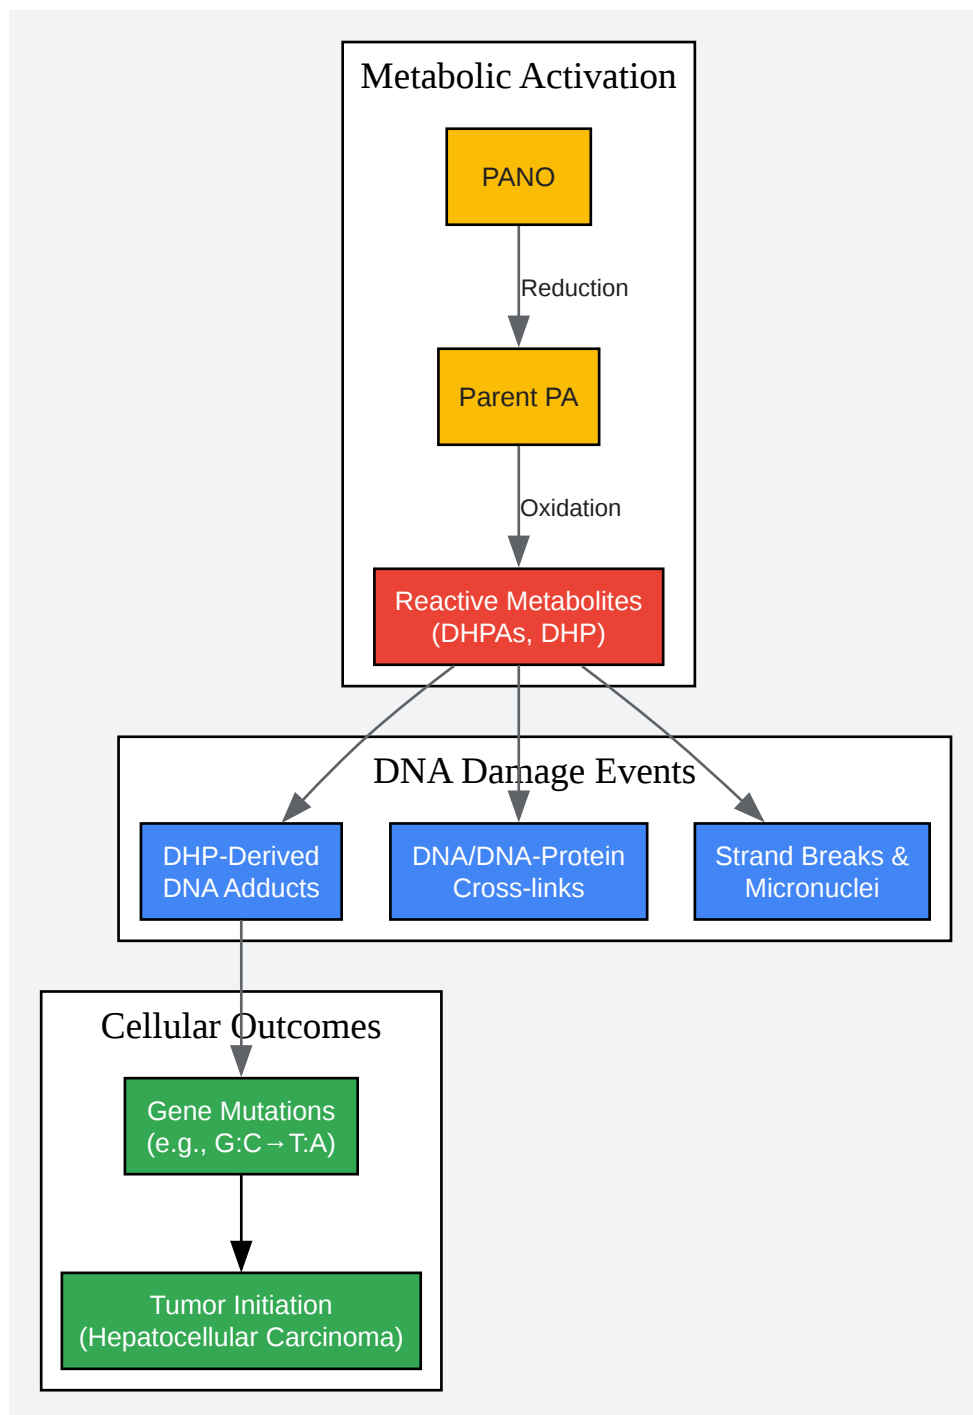 Metabolic Activation
PANO
Reduction
Parent PA
Oxidation
Reactive Metabolites
(DHPAs, DHP)
DNA Damage Events
DHP-Derived
DNA Adducts
DNA/DNA-Protein
Cross-links
Strand Breaks &
Micronuclei
Cellular Outcomes
Gene Mutations
(e.g., G:C→T:A)
Tumor Initiation
(Hepatocellular Carcinoma)